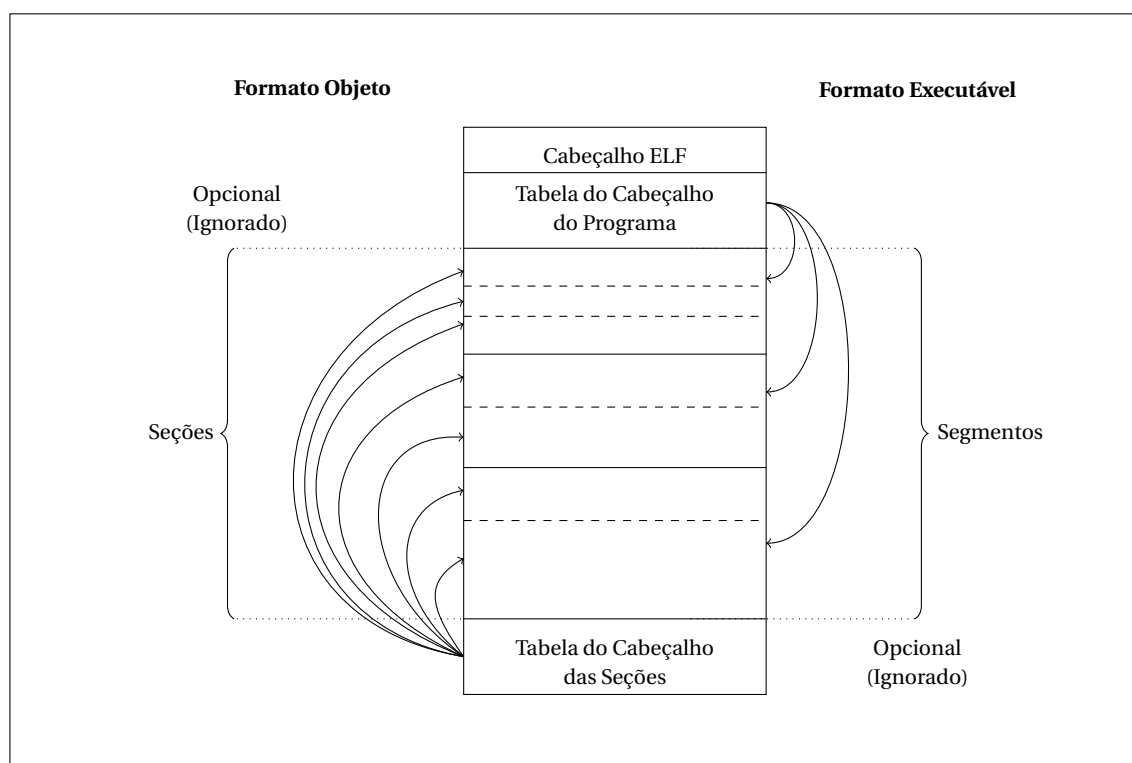 Formato Objeto
Formato Executável
Cabeçalho ELF
Opcional
(Ignorado)
Tabela do Cabeçalho
do Programa
Seções
Segmentos
Tabela do Cabeçalho
das Seções
Opcional
(Ignorado)